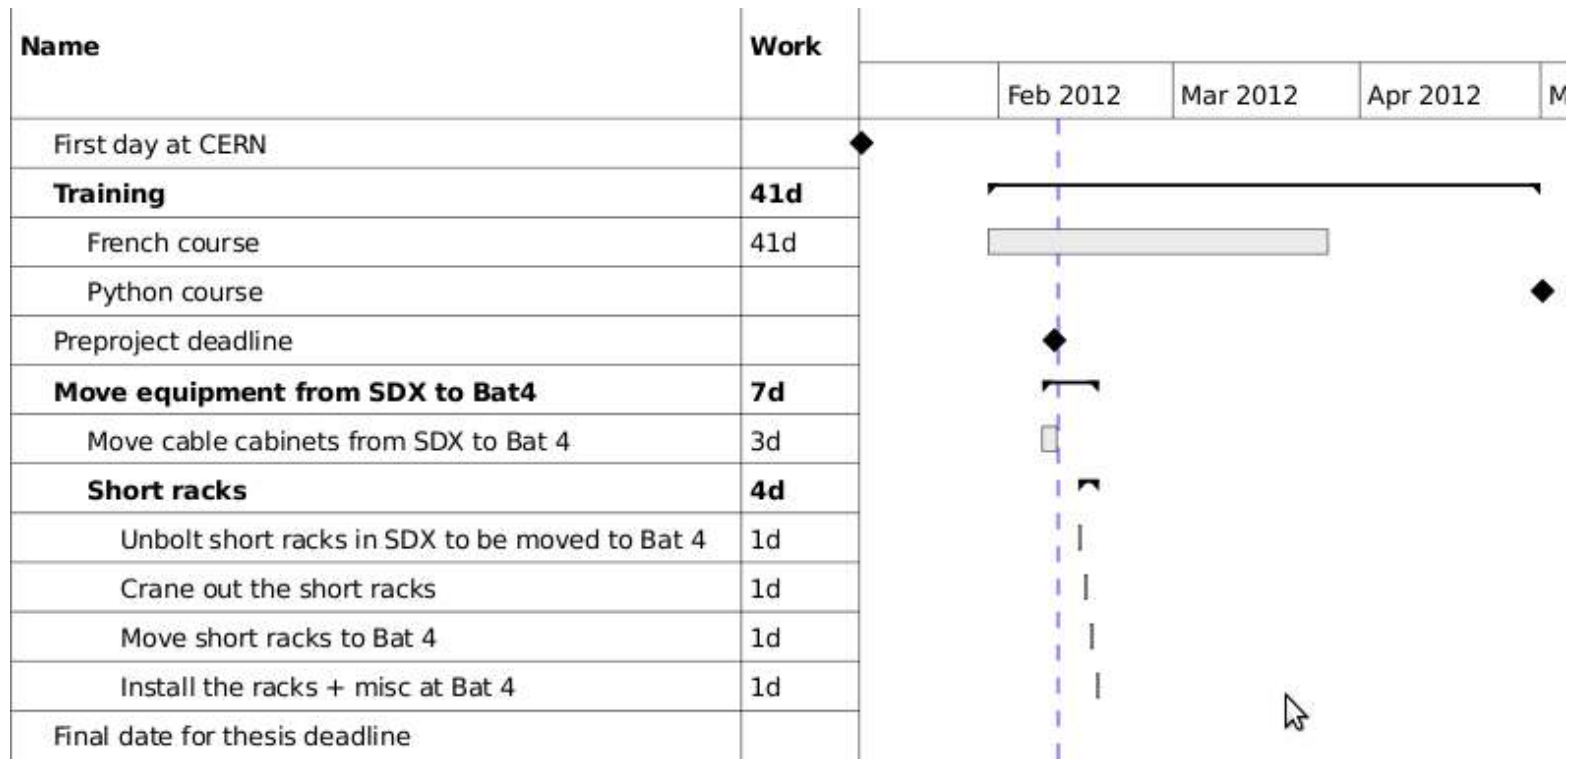 Name Work
Feb 2012 Mar 2012 Apr 2012 M
First day at CERN
Training 41d
French course 41d
Python course
Preproject deadline
Move equipment from SDX to Bat4 7d
Move cable cabinets from SDX to Bat 4 3d
Short racks 4d
Unbolt short racks in SDX to be moved to Bat 4 1d
Crane out the short racks 1d
Move short racks to Bat 4 1d
Install the racks + misc at Bat 4 1d
Final date for thesis deadline